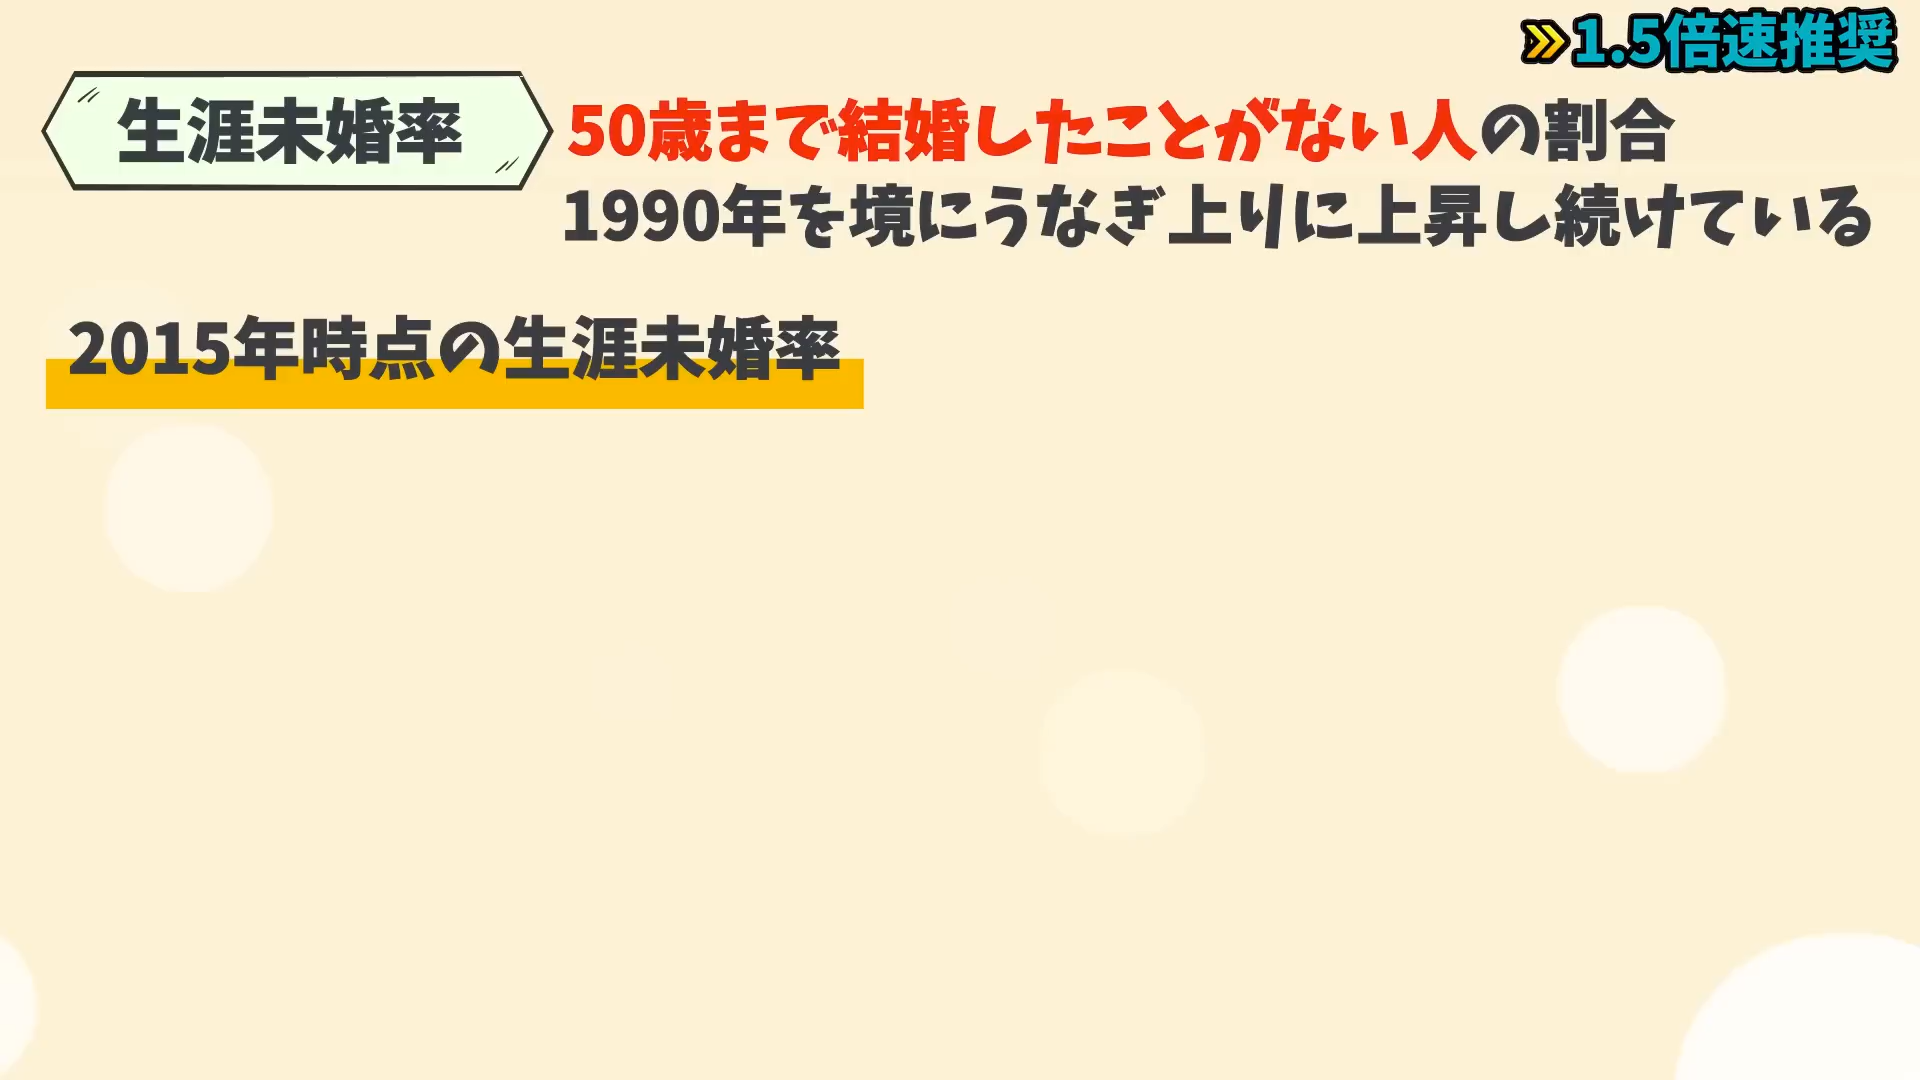 1.5倍速推奨
生涯未婚率
50歳まで結婚したことがない人の割合
1990年を境にうなぎ上りに上昇し続けている
2015年時点の生涯未婚率